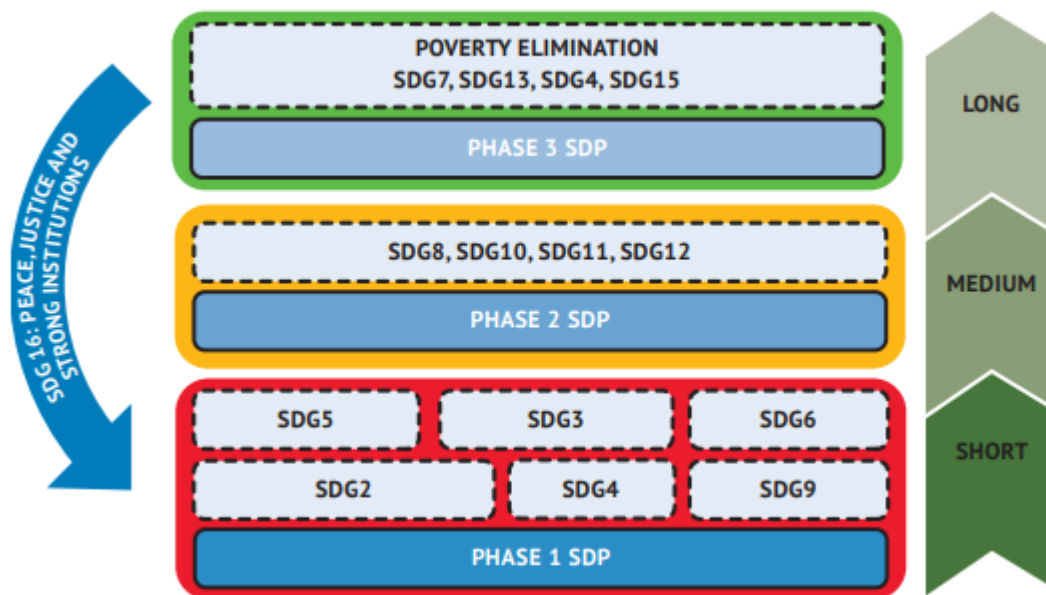 POVERTY ELIMINATION
SDG7, SDG13, SDG4, SDG15
PHASE 3 SDP
SDG8, SDG10, SDG11, SDG12
PHASE 2 SDP
SDG5
SDG3
SDG6
SDG2
SDG4
SDG9
PHASE 1 SDP
SDG 16: PEACE, JUSTICE AND
STRONG INSTITUTIONS
LONG
MEDIUM
SHORT